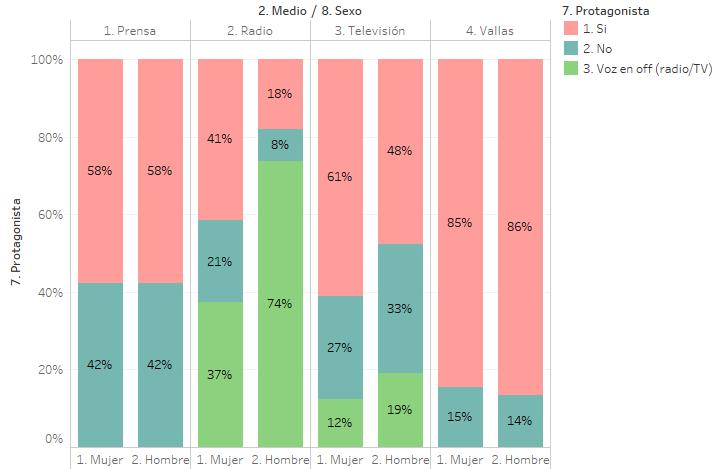 2. Medio / 8. Sexo
1. Prensa 2. Radio 3. Televisión 4. Vallas
100%
80%
60%
40%
20%
0%
7. Protagonista
58% 58% 41% 18% 61% 48% 85% 86%
42% 42% 21% 8% 27% 33% 15% 14%
37% 74% 12% 19%
1. Mujer 2. Hombre 1. Mujer 2. Hombre 1. Mujer 2. Hombre 1. Mujer 2. Hombre
7. Protagonista
1. Si
2. No
3. Voz en off (radio/TV)